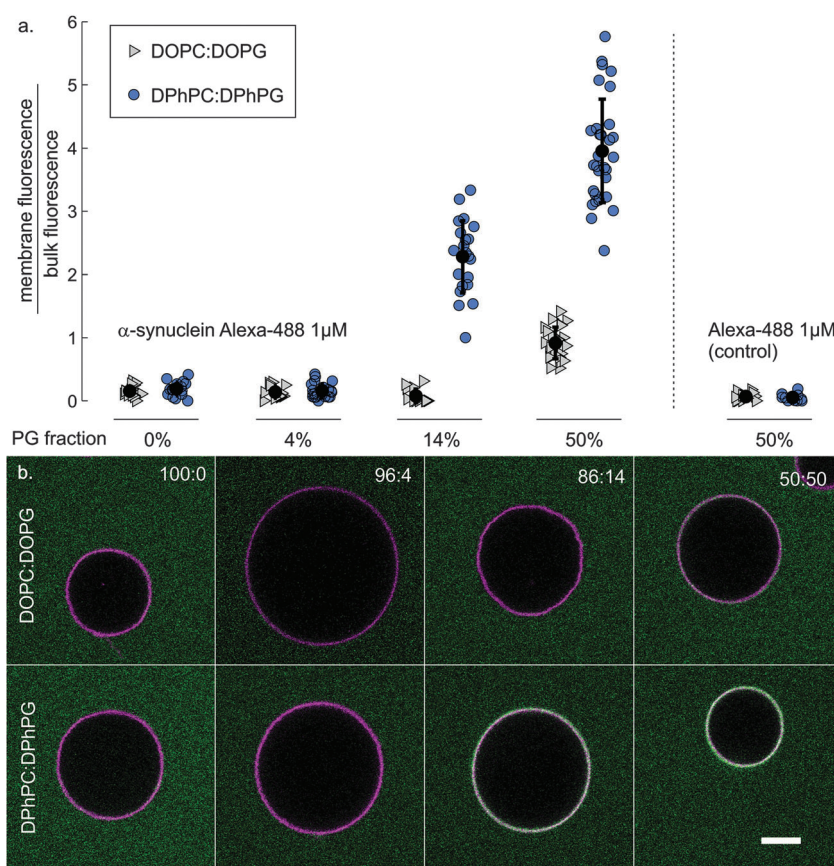 a.
6
5
4
3
2
1
0
membrane fluorescence
bulk fluorescence
DOPC:DOPG
DPhPC:DPhPG
α-synuclein Alexa-488 1µM
Alexa-488 1µM
(control)
PG fraction 0% 4% 14% 50% 50%
b.
100:0 96:4 86:14 50:50
DOPC:DOPG
DPhPC:DPhPG